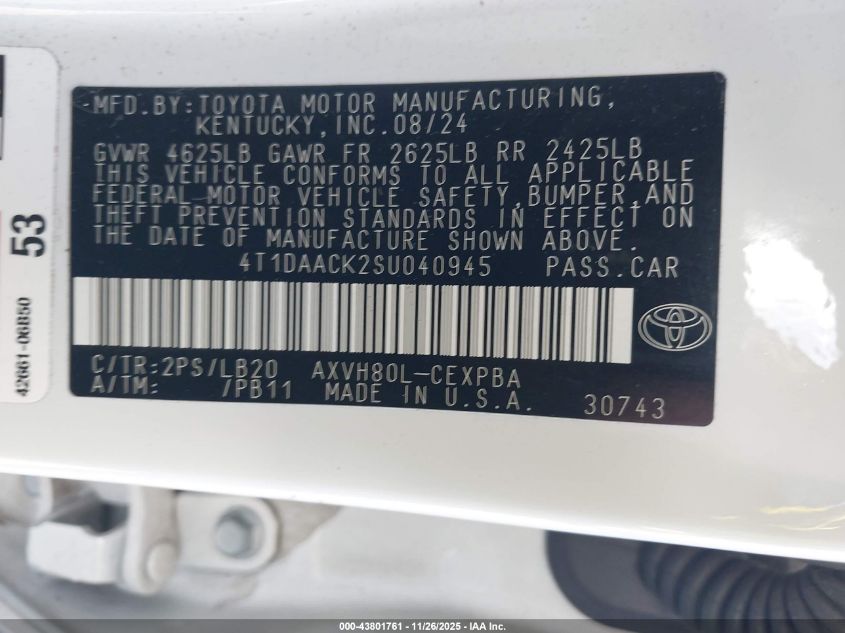 MFD.BY:TOYOTA MOTOR MANUFACTURING,
KENTUCKY,INC.08/24
GVWR 4625LB GAWR FR 2625LB RR 2425LB
THIS VEHICLE CONFORMS TO ALL APPLICABLE
FEDERAL-MOTOR VEHICLE SAFETY,BUMPER,AND
THEFT PREVENTION STANDARDS IN EFFECT ON
THE DATE OF MANUFACTURE SHOWN ABOVE.
4T1DAACK2SU040945 PASS.CAR
C/TR:2PS/LB20 AXVH80L-CEXPBA
A/TM: /PB11 MADE IN U.S.A. 30743
53
42661-06B50
000-43801761 - 11/26/2025 - IAA Inc.